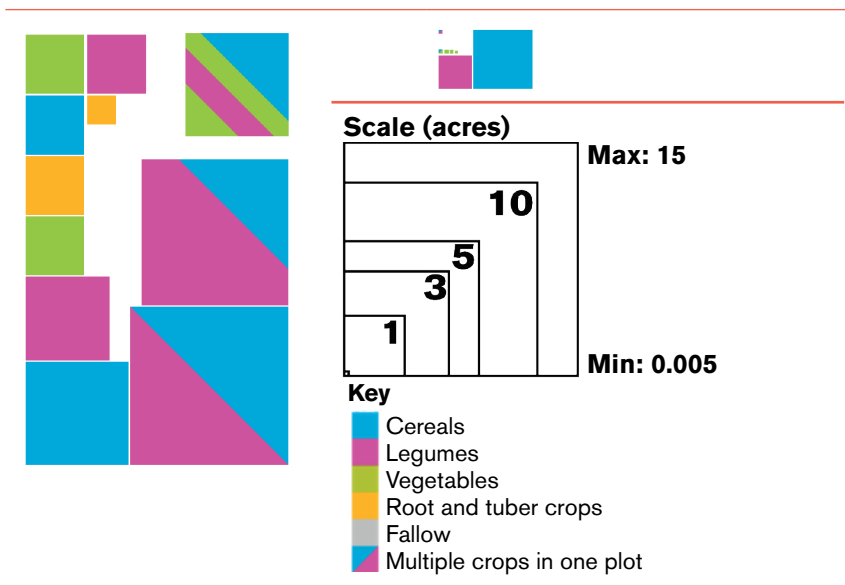 Scale (acres)
Max: 15
10
5
3
1
Min: 0.005
Key
Cereals
Legumes
Vegetables
Root and tuber crops
Fallow
Multiple crops in one plot